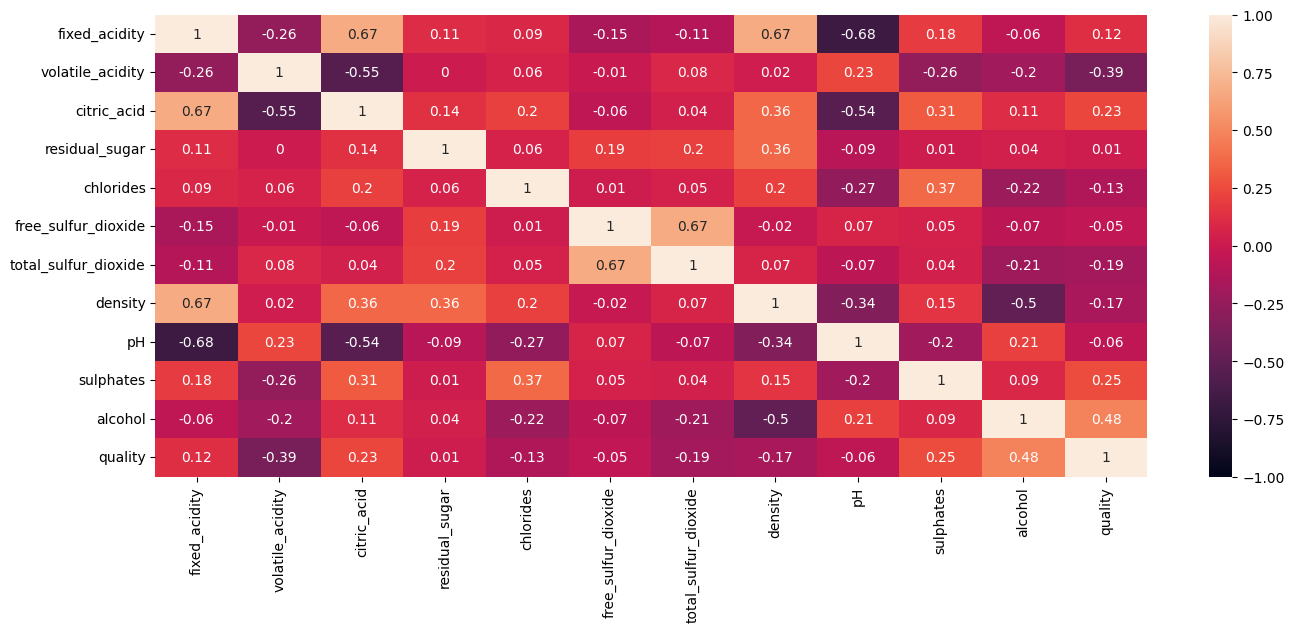 fixed_acidity 1 -0.26 0.67 0.11 0.09 -0.15 -0.11 0.67 -0.68 0.18 -0.06 0.12
volatile_acidity -0.26 1 -0.55 0 0.06 -0.01 0.08 0.02 0.23 -0.26 -0.2 -0.39
citric_acid 0.67 -0.55 1 0.14 0.2 -0.06 0.04 0.36 -0.54 0.31 0.11 0.23
residual_sugar 0.11 0 0.14 1 0.06 0.19 0.2 0.36 -0.09 0.01 0.04 0.01
chlorides 0.09 0.06 0.2 0.06 1 0.01 0.05 0.2 -0.27 0.37 -0.22 -0.13
free_sulfur_dioxide -0.15 -0.01 -0.06 0.19 0.01 1 0.67 -0.02 0.07 0.05 -0.07 -0.05
total_sulfur_dioxide -0.11 0.08 0.04 0.2 0.05 0.67 1 0.07 -0.07 0.04 -0.21 -0.19
density 0.67 0.02 0.36 0.36 0.2 -0.02 0.07 1 -0.34 0.15 -0.5 -0.17
pH -0.68 0.23 -0.54 -0.09 -0.27 0.07 -0.07 -0.34 1 -0.2 0.21 -0.06
sulphates 0.18 -0.26 0.31 0.01 0.37 0.05 0.04 0.15 -0.2 1 0.09 0.25
alcohol -0.06 -0.2 0.11 0.04 -0.22 -0.07 -0.21 -0.5 0.21 0.09 1 0.48
quality 0.12 -0.39 0.23 0.01 -0.13 -0.05 -0.19 -0.17 -0.06 0.25 0.48 1
fixed_acidity
volatile_acidity
citric_acid
residual_sugar
chlorides
free_sulfur_dioxide
total_sulfur_dioxide
density
pH
sulphates
alcohol
quality
1.00
0.75
0.50
0.25
0.00
−0.25
−0.50
−0.75
−1.00